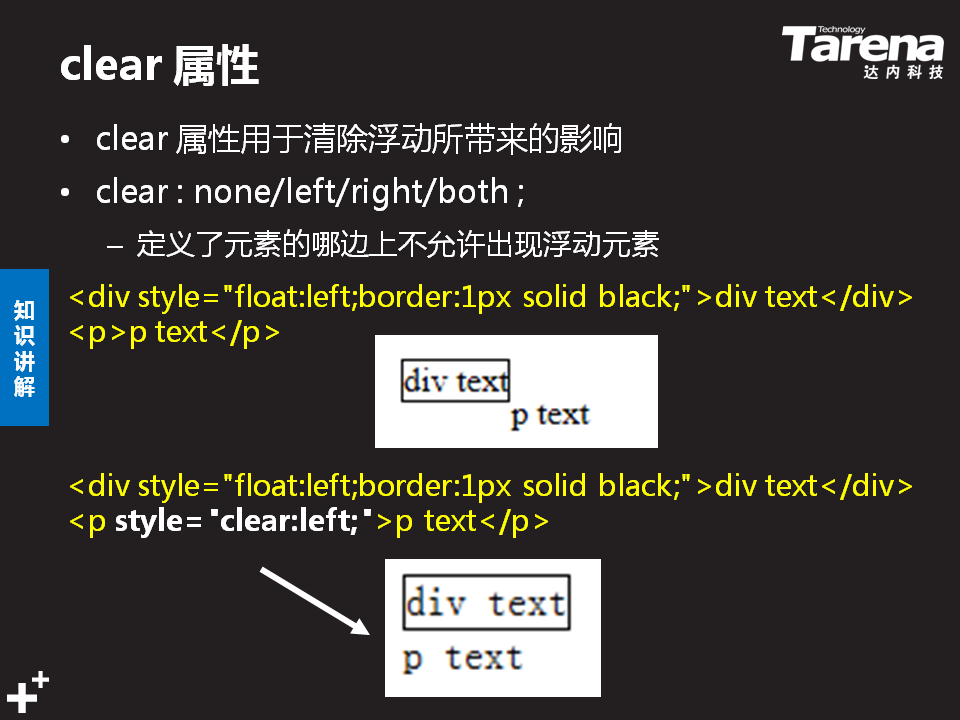 clear 属性
Technology
Tarena
达内科技
• clear 属性用于清除浮动所带来的影响
• clear : none/left/right/both ;
– 定义了元素的哪边上不允许出现浮动元素
知识讲解
<div style="float:left;border:1px solid black;">div text</div>
<p>p text</p>
div text
p text
<div style="float:left;border:1px solid black;">div text</div>
<p style="clear:left;">p text</p>
div text
p text